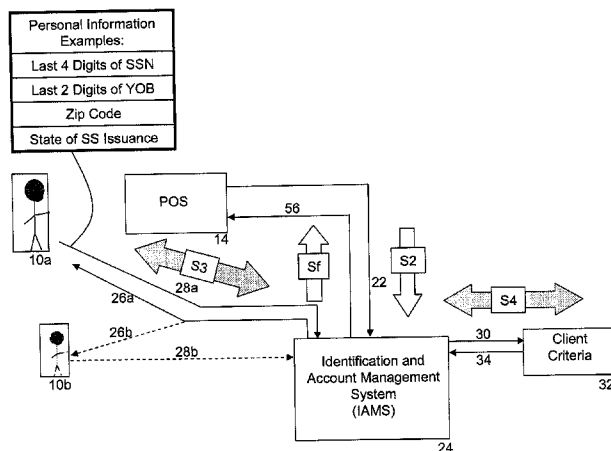 Personal Information
Examples:
Last 4 Digits of SSN
Last 2 Digits of YOB
Zip Code
State of SS Issuance
POS
14
56
10a
S3
28a
Sf
S2
22
S4
26a
26b
28b
10b
Identification and
Account Management
System
(IAMS)
24
30
34
Client
Criteria
32